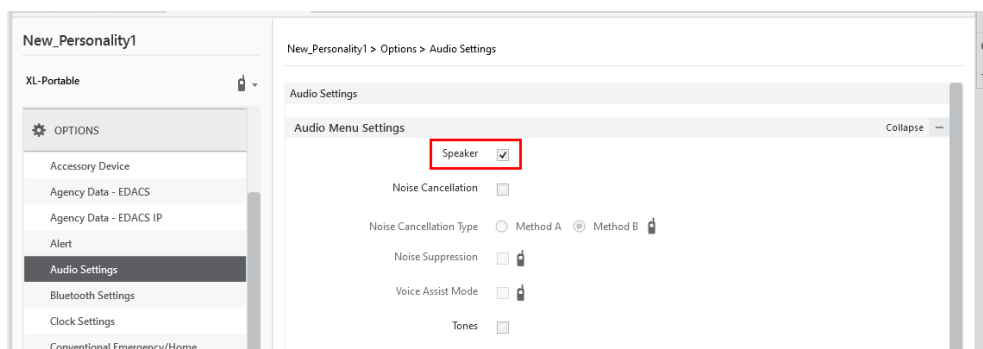 New_Personality1
New_Personality1 > Options > Audio Settings
XL-Portable
Audio Settings
OPTIONS
Audio Menu Settings
Collapse
Speaker
Accessory Device
Noise Cancellation
Agency Data - EDACS
Agency Data - EDACS IP
Noise Cancellation Type Method A Method B
Alert
Noise Suppression
Audio Settings
Bluetooth Settings
Voice Assist Mode
Clock Settings
Tones
Conventional Emergency/Home